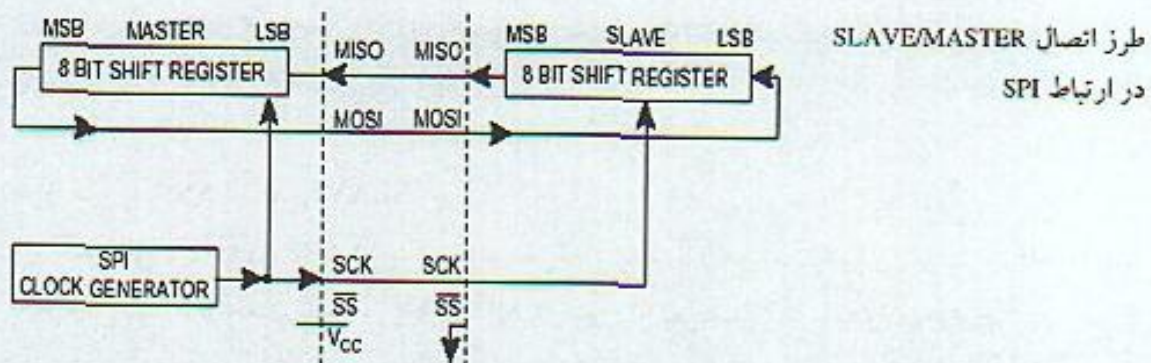 MSB MASTER LSB
8 BIT SHIFT REGISTER
MISO MISO
MSB SLAVE LSB
8 BIT SHIFT REGISTER
طرز اتصال SLAVE/MASTER
در ارتباط SPI
MOSI MOSI
SPI
CLOCK GENERATOR
SCK SCK
SS SS
VCC